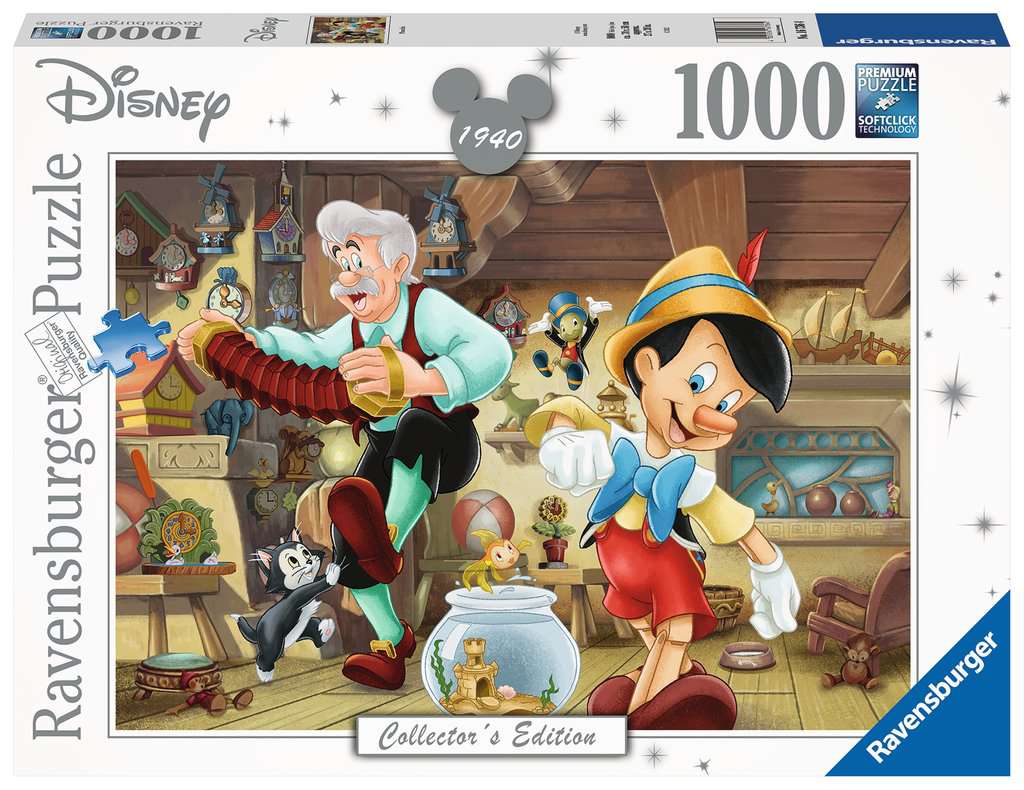 1000
Ravensburger Puzzle
Disney
Ravensburger
Disney
1940
1000
PREMIUM
PUZZLE
SOFTCLICK
TECHNOLOGY
Ravensburger® Puzzle
Original
Ravensburger
Quality
Collector's Edition
Ravensburger